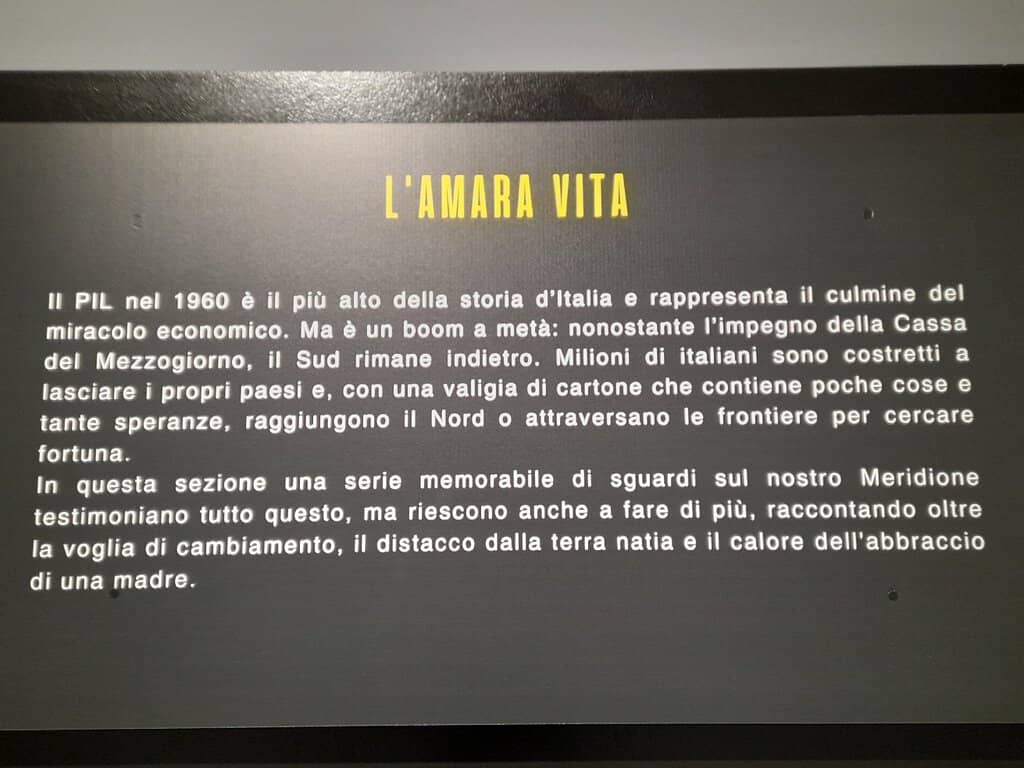 L'AMARA VITA
Il PIL nel 1960 è il più alto della storia d'Italia e rappresenta il culmine del
miracolo economico. Ma è un boom a metà: nonostante l'impegno della Cassa
del Mezzogiorno, il Sud rimane indietro. Milioni di italiani sono costretti a
lasciare i propri paesi e, con una valigia di cartone che contiene poche cose e
tante speranze, raggiungono il Nord o attraversano le frontiere per cercare
fortuna.
In questa sezione una serie memorabile di sguardi sul nostro Meridione
testimoniano tutto questo, ma riescono anche a fare di più, raccontando oltre
la voglia di cambiamento, il distacco dalla terra natia e il calore dell'abbraccio
di una madre.